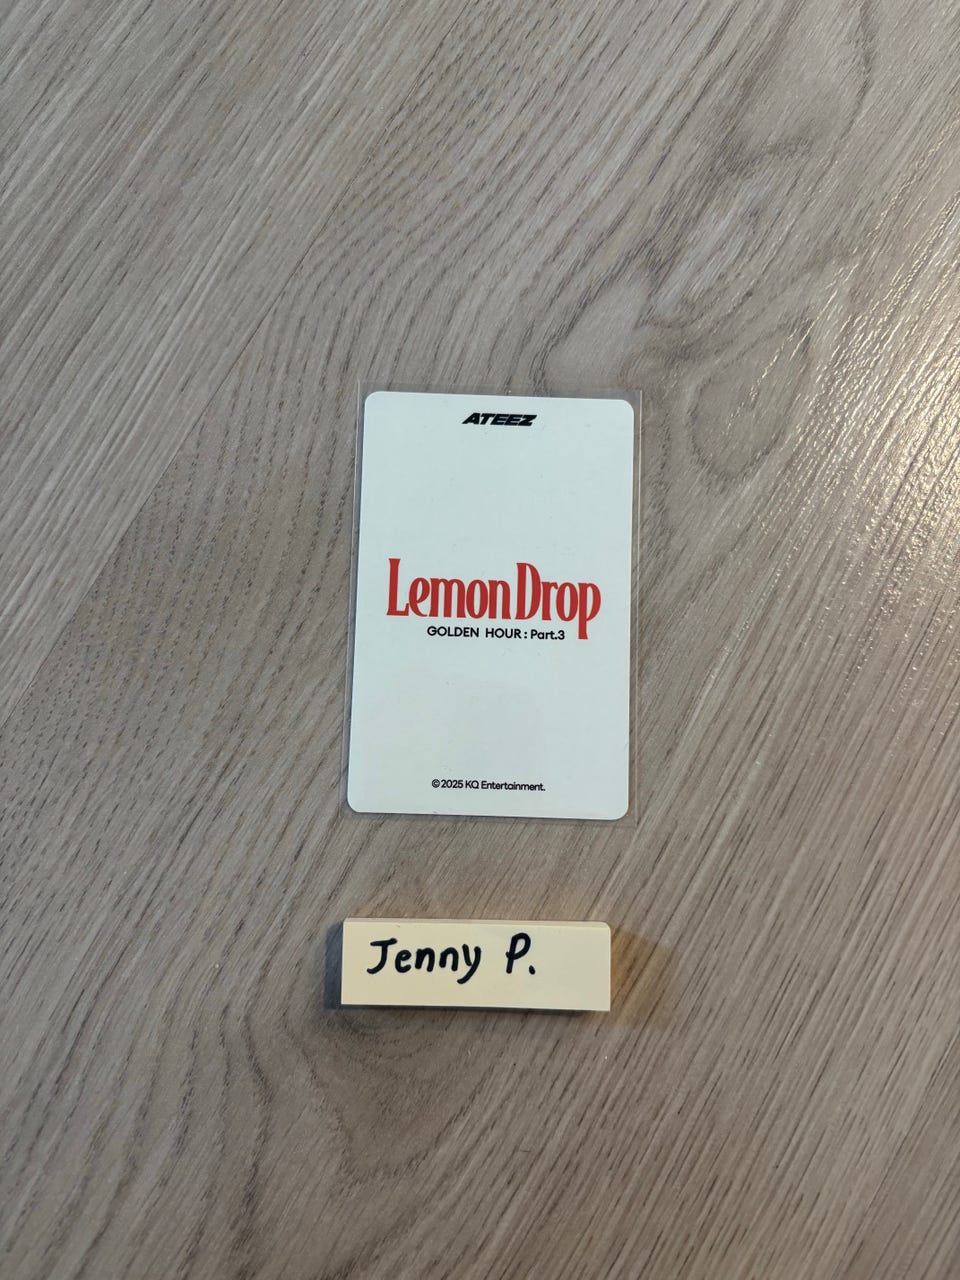 ATEEZ
Lemon Drop
GOLDEN HOUR : Part.3
© 2025 KQ Entertainment.
Jenny P.